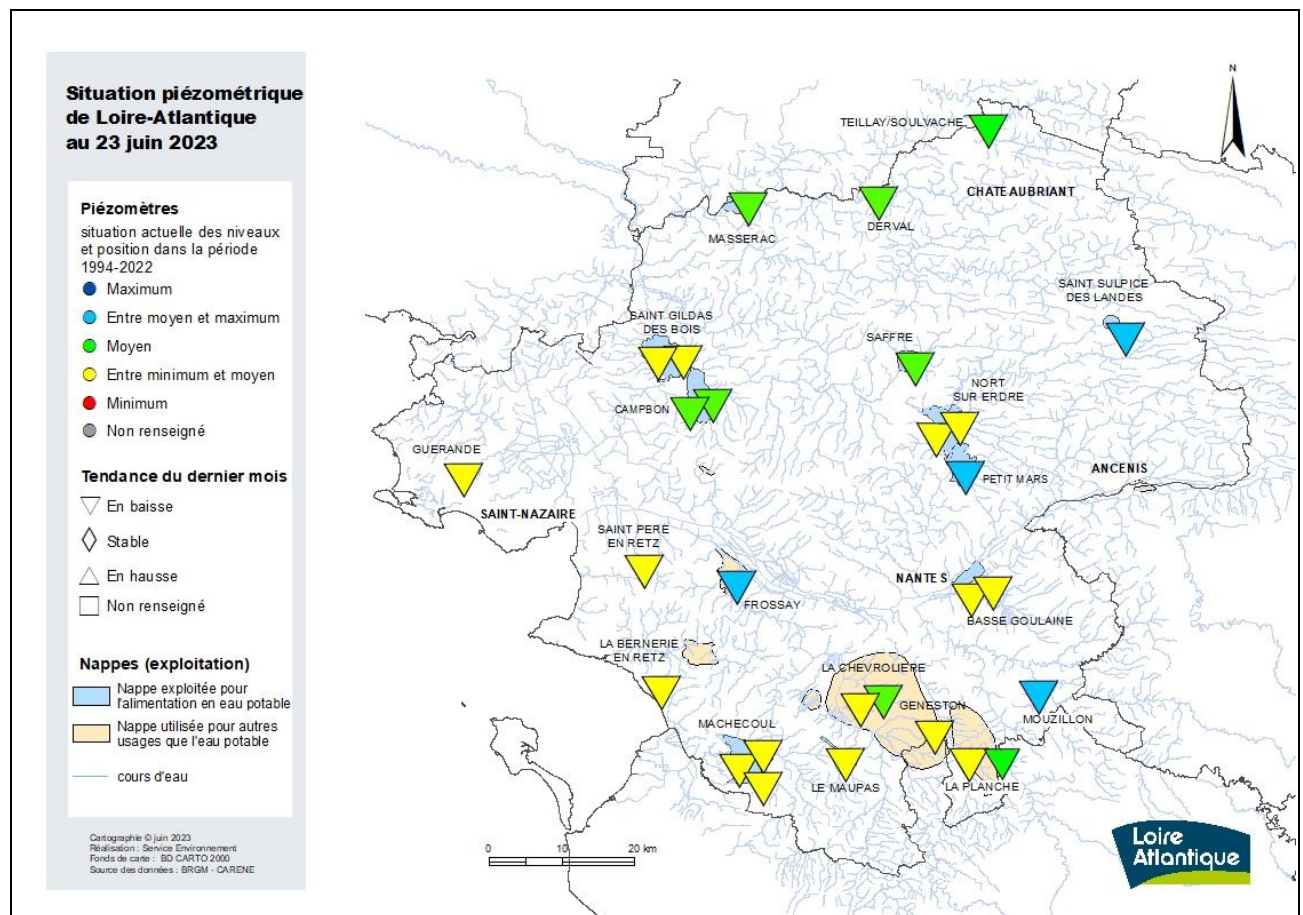 Situation piézométrique
de Loire-Atlantique
au 23 juin 2023
Piézomètres
situation actuelle des niveaux
et position dans la période
1994-2022
Maximum
Entre moyen et maximum
Moyen
Entre minimum et moyen
Minimum
Non renseigné
Tendance du dernier mois
En baisse
Stable
En hausse
Non renseigné
Nappes (exploitation)
Nappe exploitée pour
l'alimentation en eau potable
Nappe utilisée pour autres
usages que l'eau potable
cours d'eau
Cartographie © juin 2023
Réalisation : Service Environnement
Fonds de carte : BD CARTO 2000
Source des données : BRGM - CARENE
N
TEILLAY/SOULVACHE
CHATEAUBRIANT
MASSERAC
DERVAL
SAINT SULPICE
DES LANDES
SAINT GILDAS
DES BOIS
SAFFRE
NORT
SUR ERDRE
CAMPBON
GUERANDE
ANCENIS
PETIT MARS
SAINT-NAZAIRE
SAINT PERE
EN RETZ
NANTES
FROSSAY
BASSE GOULAINE
LA BERNERIE
EN RETZ
LA CHEVROLIERE
GENESTON
MOUZILLON
MACHECOUL
LE MAUPAS
LA PLANCHE
0 10 20 km
Loire
Atlantique